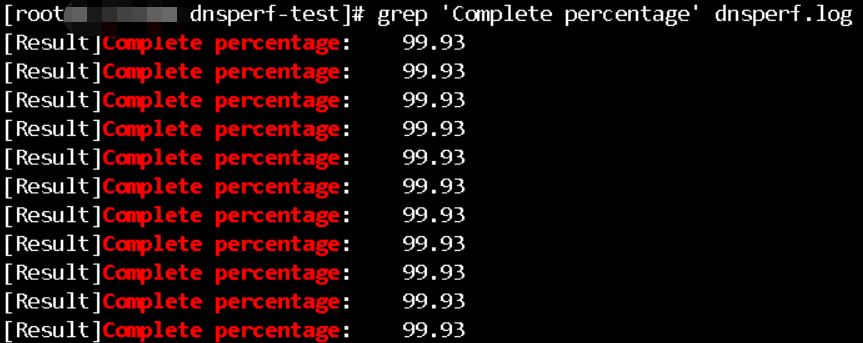 [root dnsperf-test]# grep 'Complete percentage' dnsperf.log
[Result]Complete percentage: 99.93
[Result]Complete percentage: 99.93
[Result]Complete percentage: 99.93
[Result]Complete percentage: 99.93
[Result]Complete percentage: 99.93
[Result]Complete percentage: 99.93
[Result]Complete percentage: 99.93
[Result]Complete percentage: 99.93
[Result]Complete percentage: 99.93
[Result]Complete percentage: 99.93
[Result]Complete percentage: 99.93